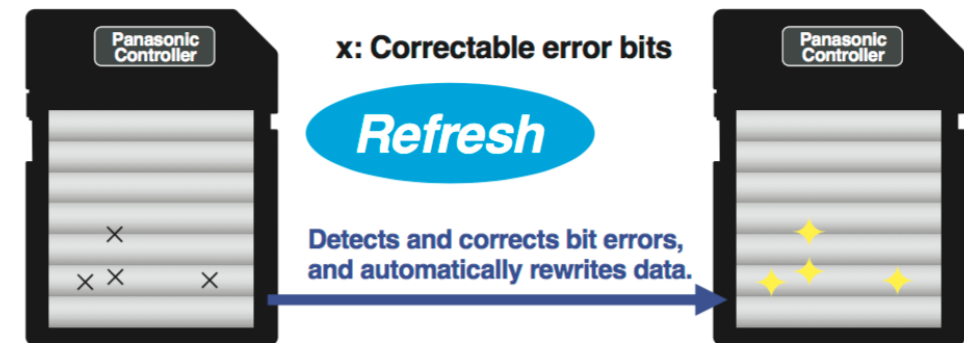 Panasonic
Controller
x: Correctable error bits
Refresh
Detects and corrects bit errors,
and automatically rewrites data.
Panasonic
Controller